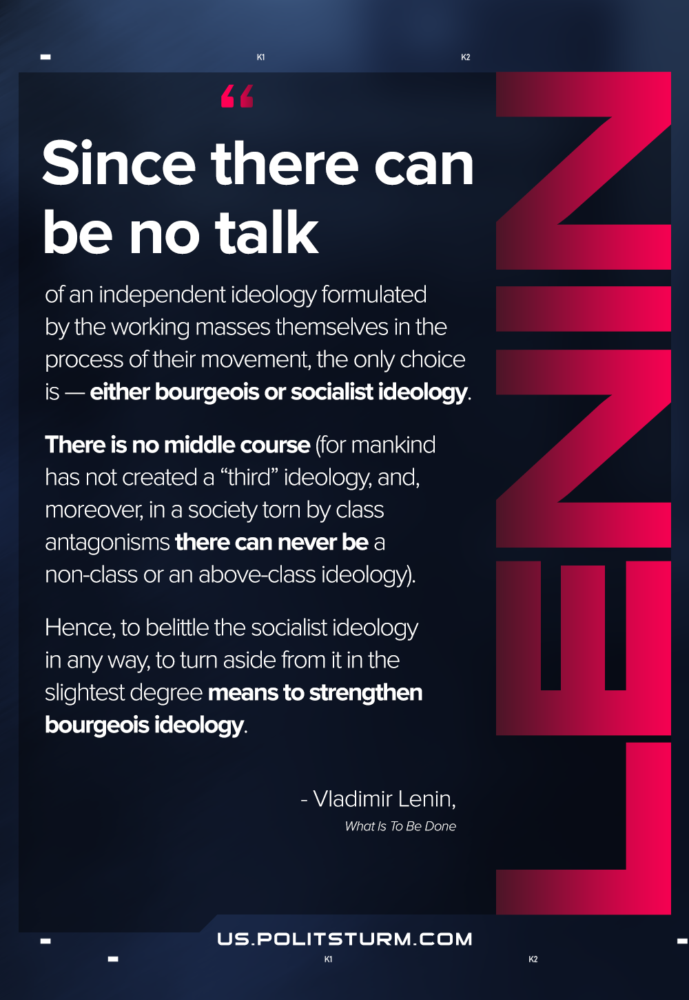 K1 K2
“
Since there can
be no talk
of an independent ideology formulated
by the working masses themselves in the
process of their movement, the only choice
is — either bourgeois or socialist ideology.
There is no middle course (for mankind
has not created a “third” ideology, and,
moreover, in a society torn by class
antagonisms there can never be a
non-class or an above-class ideology).
Hence, to belittle the socialist ideology
in any way, to turn aside from it in the
slightest degree means to strengthen
bourgeois ideology.
- Vladimir Lenin,
What Is To Be Done
LENIN
US.POLITSTURM.COM
K1 K2